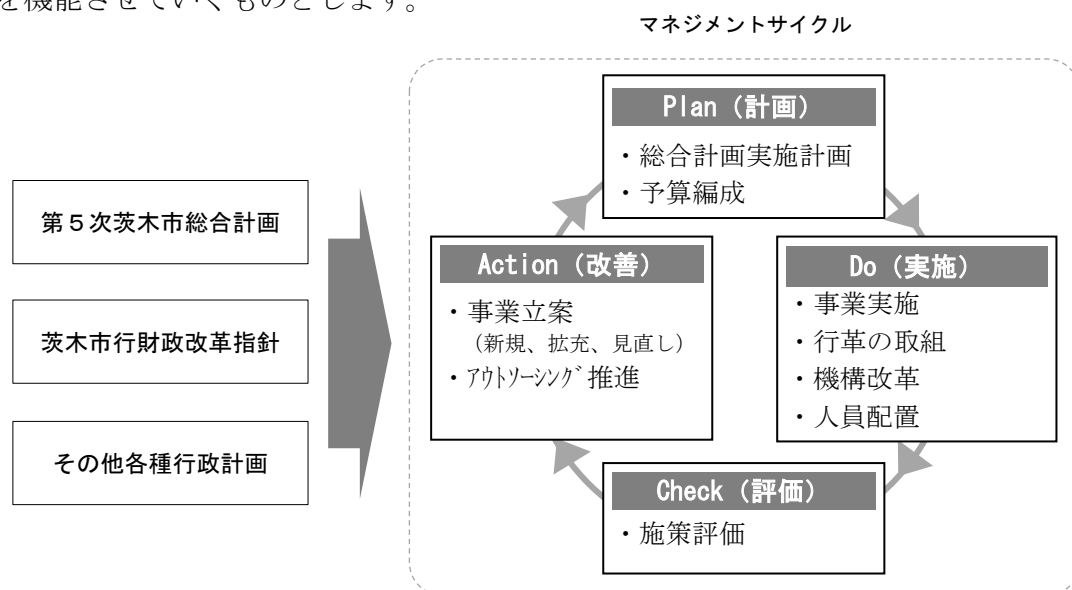 を機能させていくものとします。
マネジメントサイクル
第５次茨木市総合計画
茨木市行財政改革指針
その他各種行政計画
Plan（計画）
・総合計画実施計画
・予算編成
Action（改善）
・事業立案
（新規、拡充、見直し）
・ｱｳﾄｿｰｼﾝｸﾞ推進
Do（実施）
・事業実施
・行革の取組
・機構改革
・人員配置
Check（評価）
・施策評価